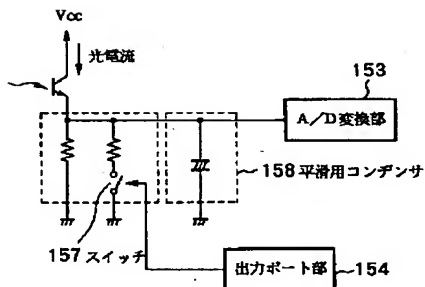 Vcc
光電流
153
A/D変換部
158 平滑用コンデンサ
157 スイッチ
出力ポート部
154